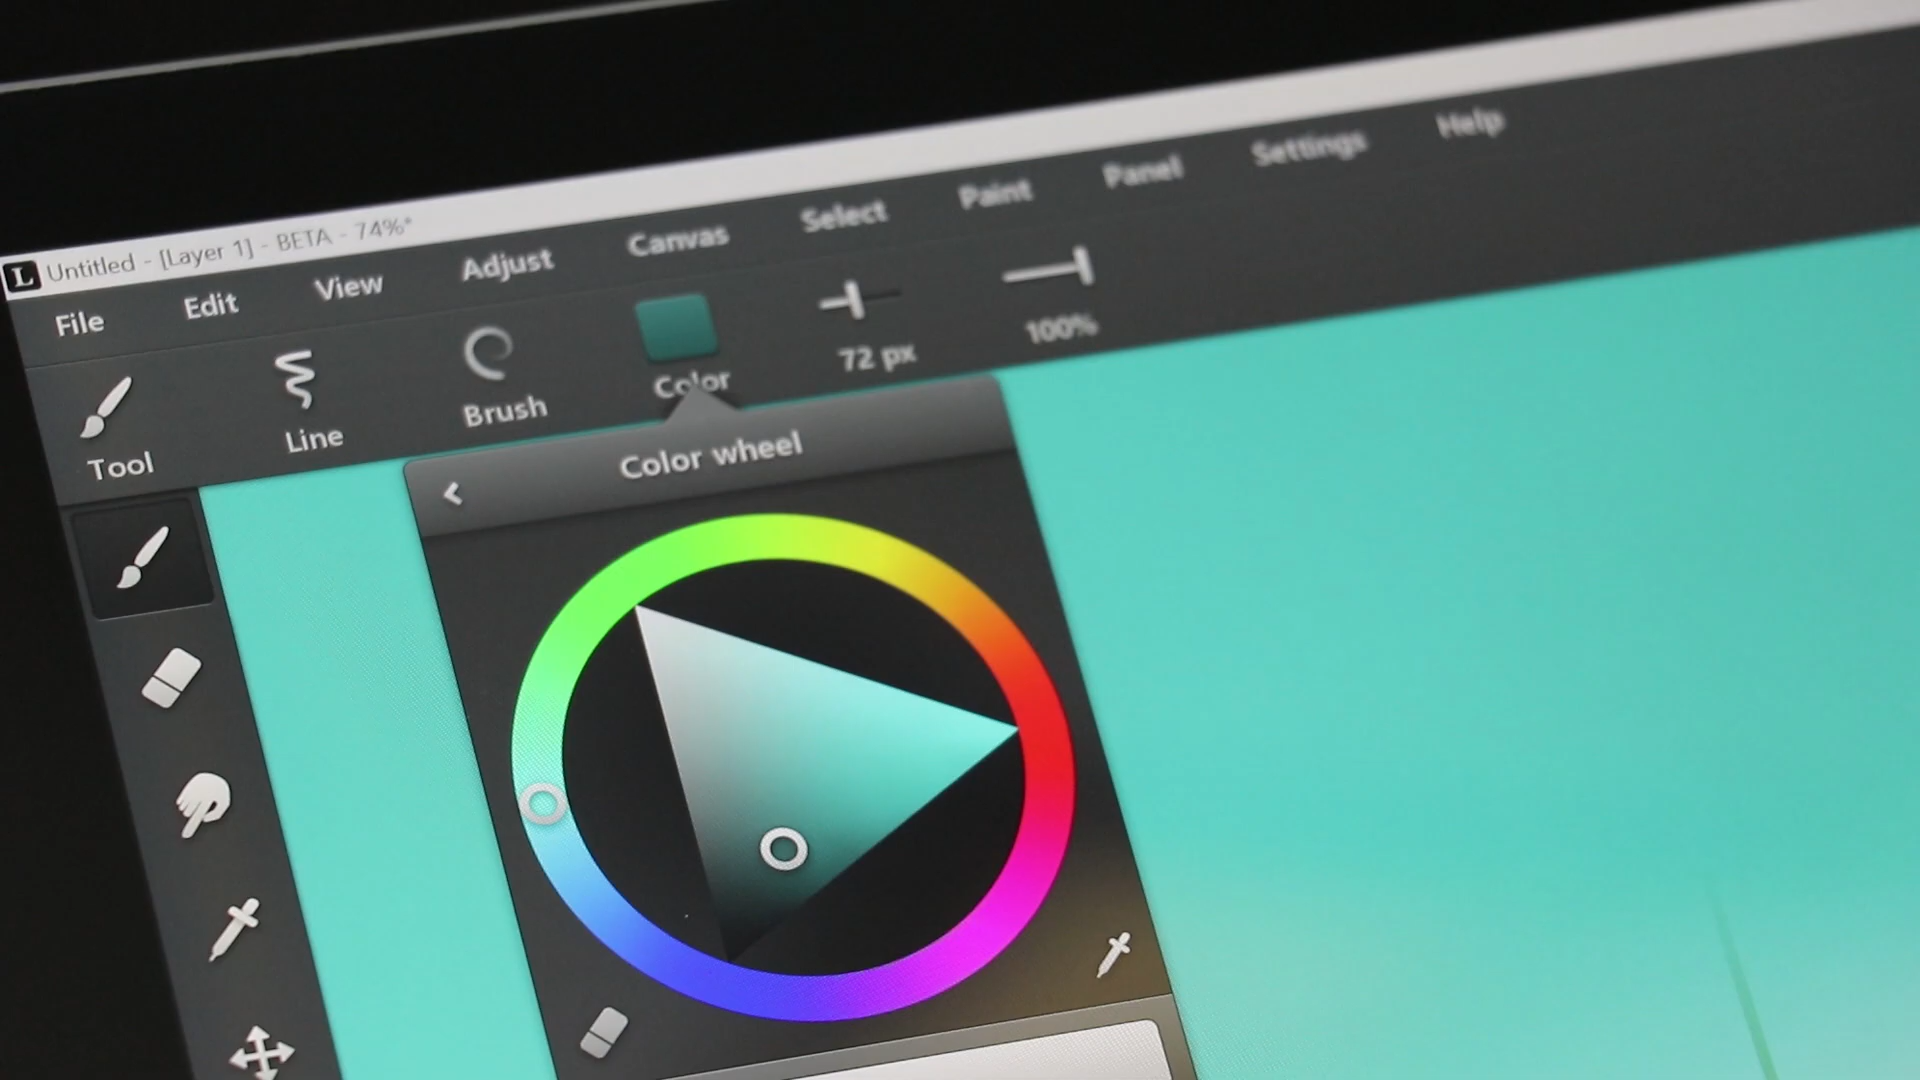 L Untitled - [Layer 1] - BETA - 74%*
File Edit View Adjust Canvas Select Paint Panel Settings Help
Tool Line Brush Color 72 px 100%
Color wheel